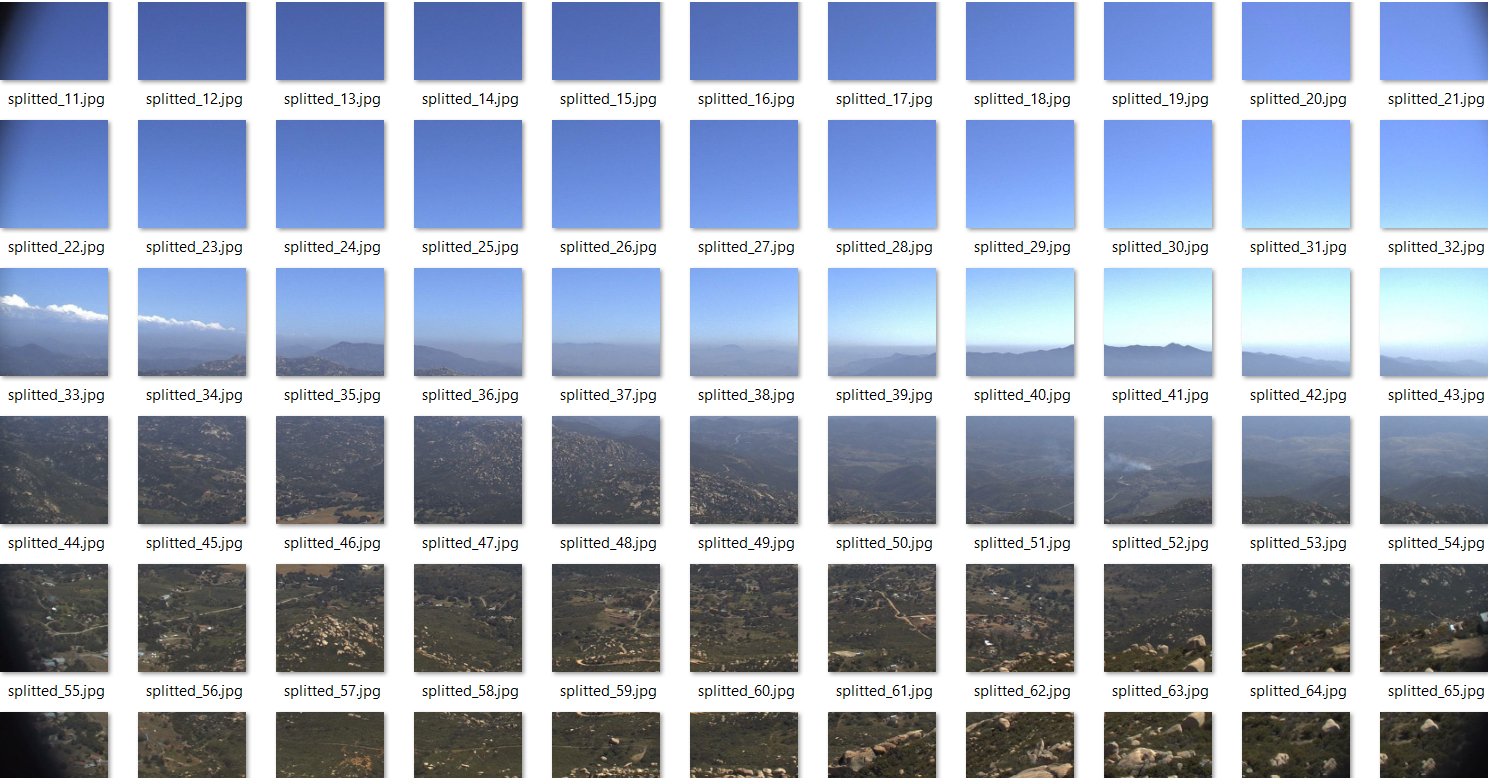 splitted_11.jpg splitted_12.jpg splitted_13.jpg splitted_14.jpg splitted_15.jpg splitted_16.jpg splitted_17.jpg splitted_18.jpg splitted_19.jpg splitted_20.jpg splitted_21.jpg
splitted_22.jpg splitted_23.jpg splitted_24.jpg splitted_25.jpg splitted_26.jpg splitted_27.jpg splitted_28.jpg splitted_29.jpg splitted_30.jpg splitted_31.jpg splitted_32.jpg
splitted_33.jpg splitted_34.jpg splitted_35.jpg splitted_36.jpg splitted_37.jpg splitted_38.jpg splitted_39.jpg splitted_40.jpg splitted_41.jpg splitted_42.jpg splitted_43.jpg
splitted_44.jpg splitted_45.jpg splitted_46.jpg splitted_47.jpg splitted_48.jpg splitted_49.jpg splitted_50.jpg splitted_51.jpg splitted_52.jpg splitted_53.jpg splitted_54.jpg
splitted_55.jpg splitted_56.jpg splitted_57.jpg splitted_58.jpg splitted_59.jpg splitted_60.jpg splitted_61.jpg splitted_62.jpg splitted_63.jpg splitted_64.jpg splitted_65.jpg